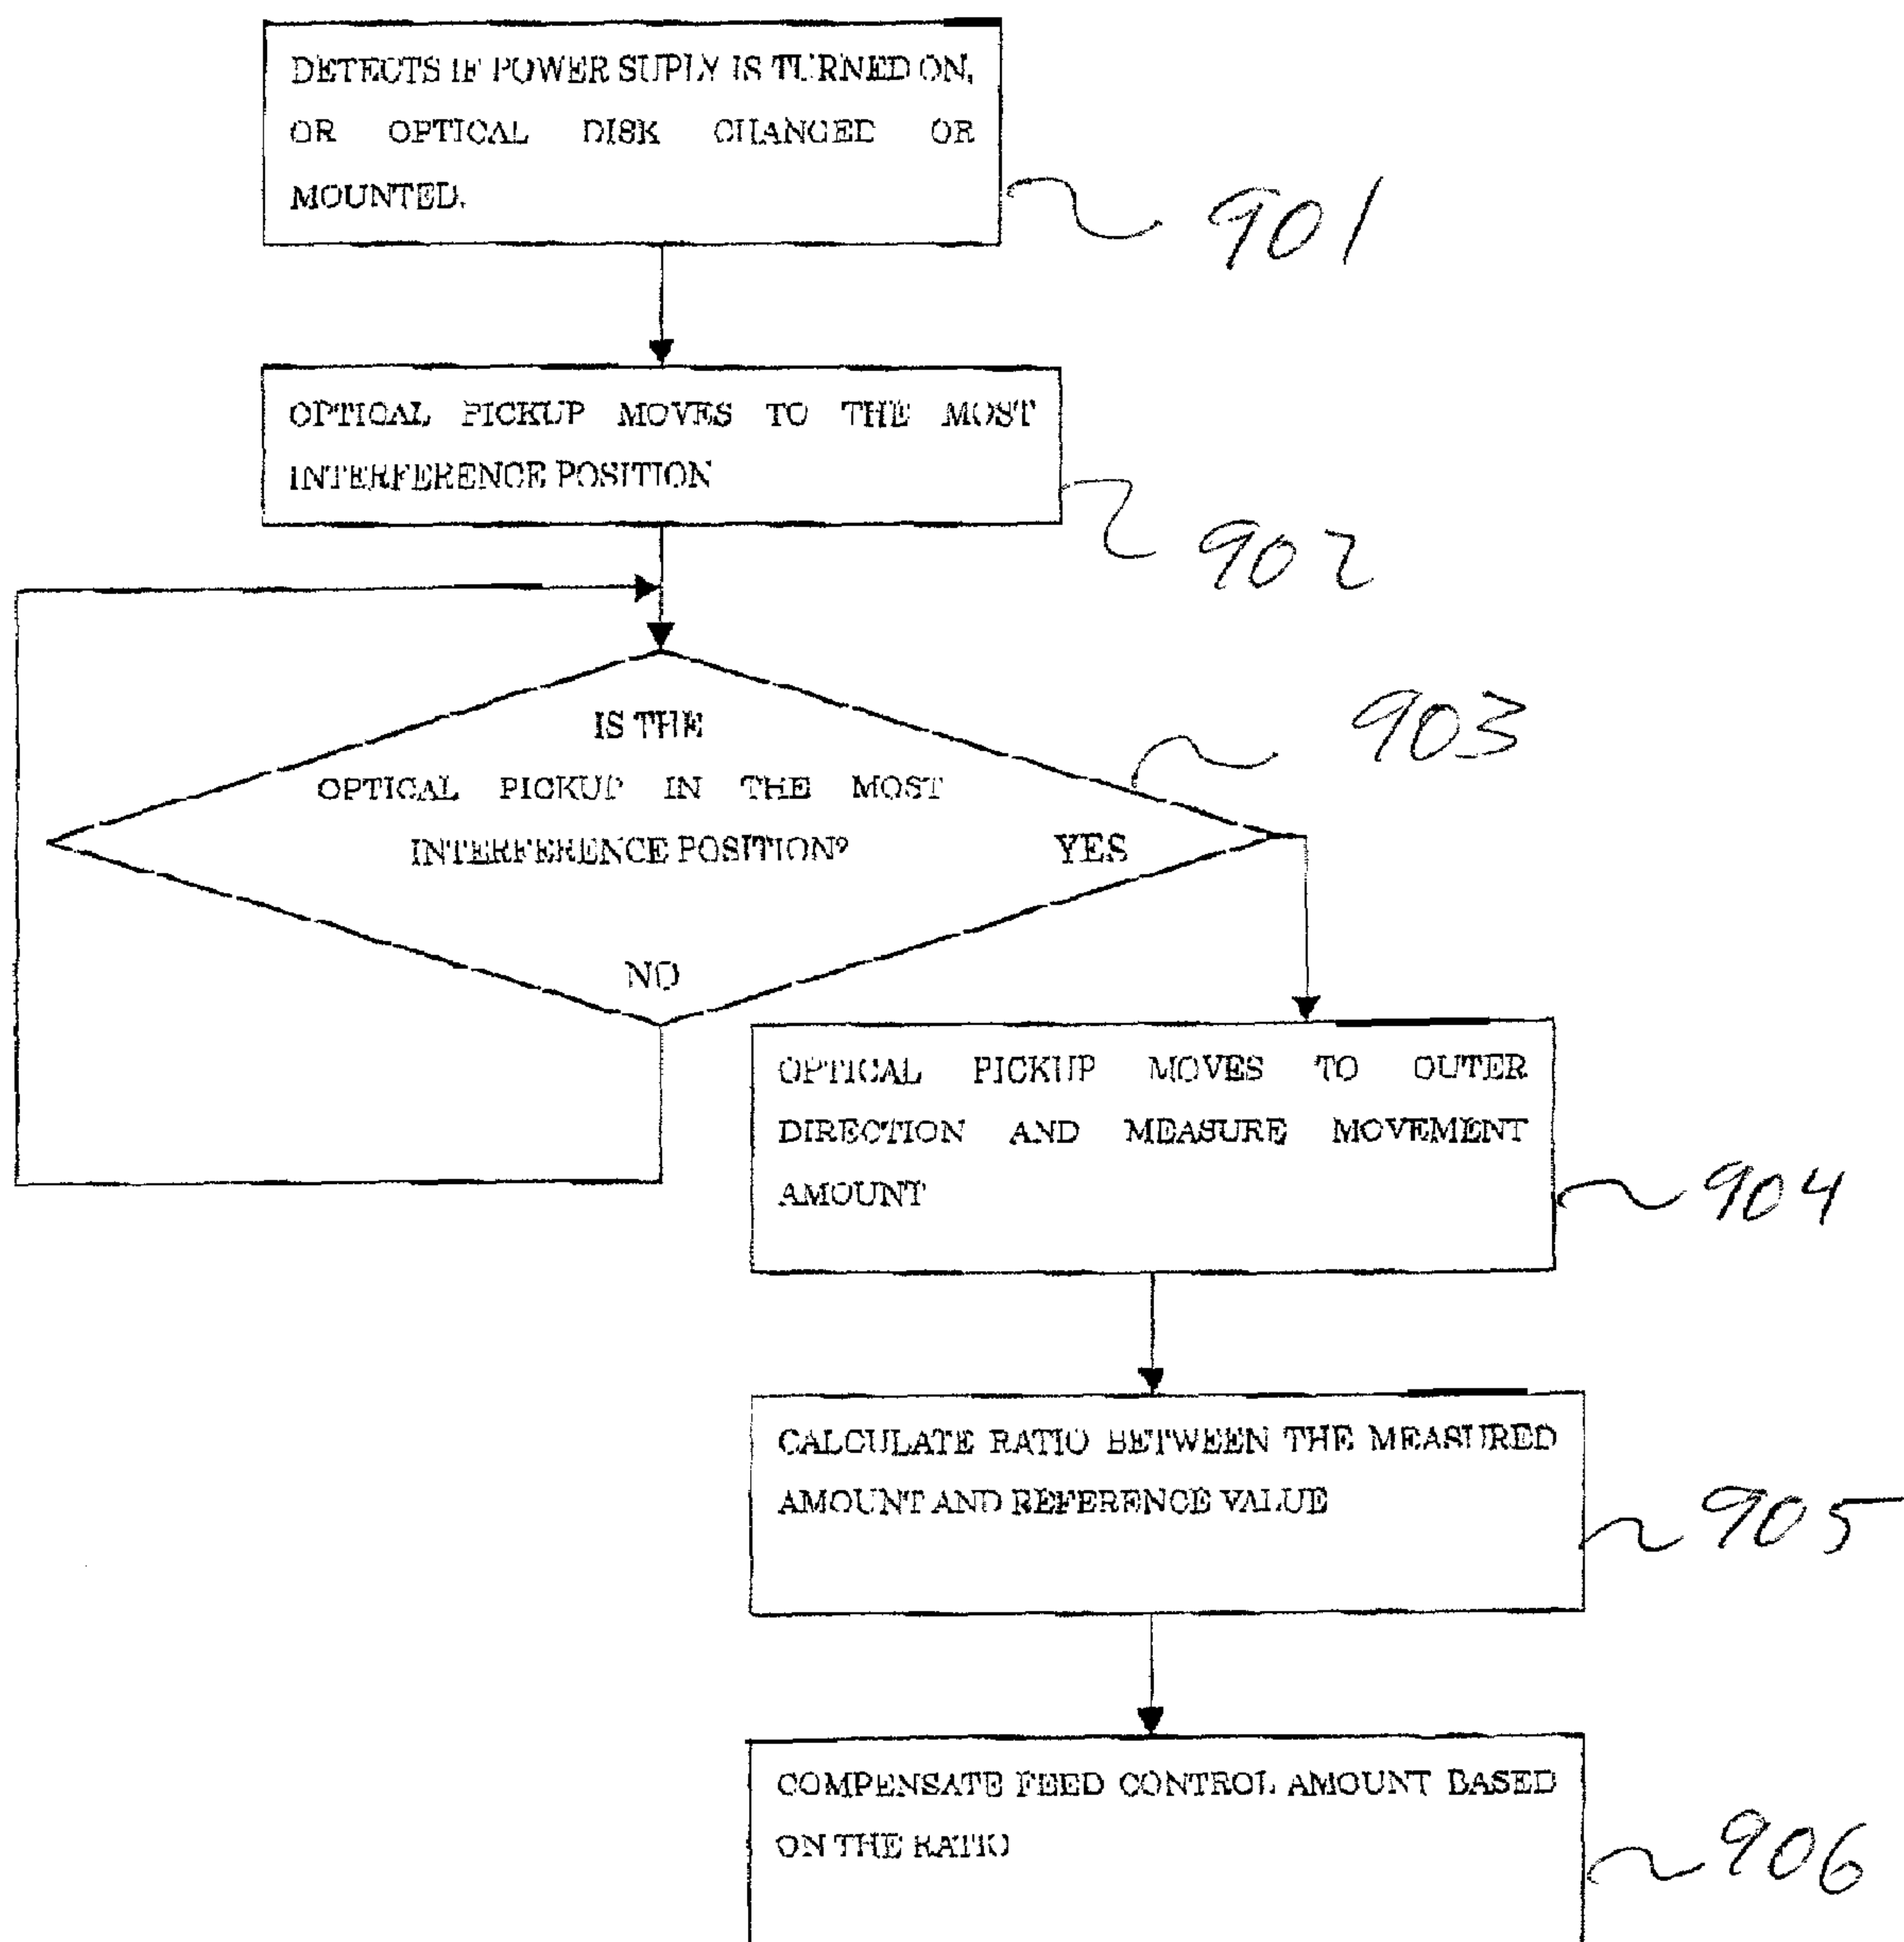 DETECTS IF POWER SUPLY IS TURNED ON,
OR OPTICAL DISK CHANGED OR
MOUNTED.
901
OPTICAL PICKUP MOVES TO THE MOST
INTERFERENCE POSITION
902
IS THE
OPTICAL PICKUP IN THE MOST
INTERFERENCE POSITION?
903
YES
NO
OPTICAL PICKUP MOVES TO OUTER
DIRECTION AND MEASURE MOVEMENT
AMOUNT
904
CALCULATE RATIO BETWEEN THE MEASURED
AMOUNT AND REFERENCE VALUE
905
COMPENSATE FEED CONTROL AMOUNT BASED
ON THE RATIO
906